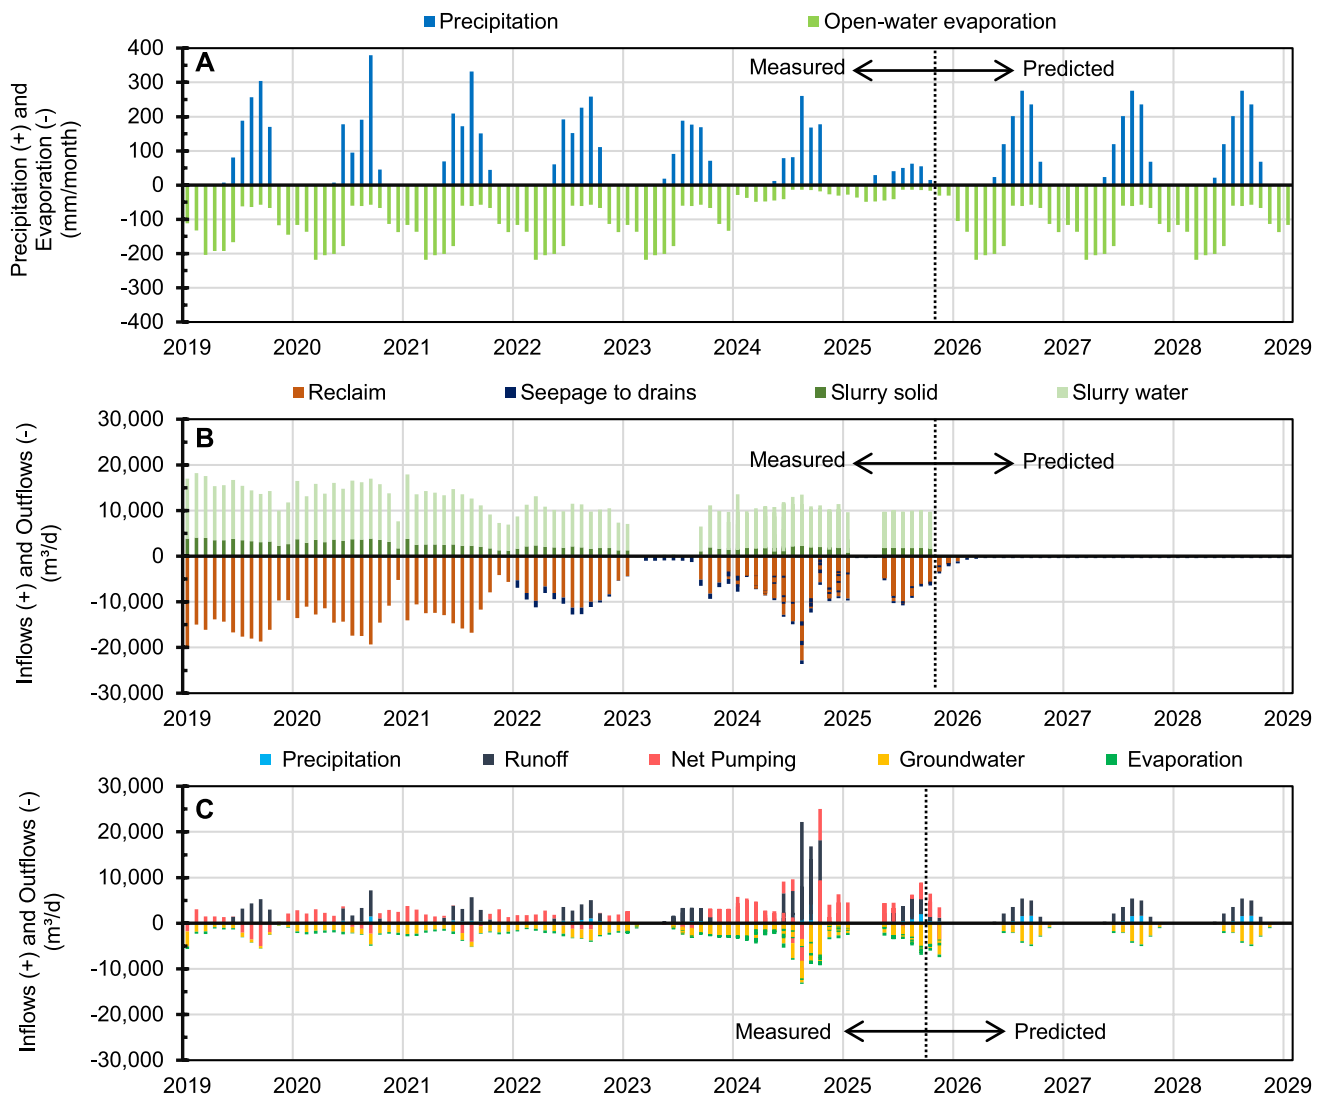 Precipitation Open-water evaporation
Precipitation (+) and
Evaporation (-)
(mm/month)
A
Measured Predicted
400
300
200
100
0
-100
-200
-300
-400
2019 2020 2021 2022 2023 2024 2025 2026 2027 2028 2029
Reclaim Seepage to drains Slurry solid Slurry water
Inflows (+) and Outflows (-)
(m³/d)
B
Measured Predicted
30,000
20,000
10,000
0
-10,000
-20,000
-30,000
2019 2020 2021 2022 2023 2024 2025 2026 2027 2028 2029
Precipitation Runoff Net Pumping Groundwater Evaporation
Inflows (+) and Outflows (-)
(m³/d)
C
30,000
20,000
10,000
0
-10,000
-20,000
-30,000
Measured Predicted
2019 2020 2021 2022 2023 2024 2025 2026 2027 2028 2029